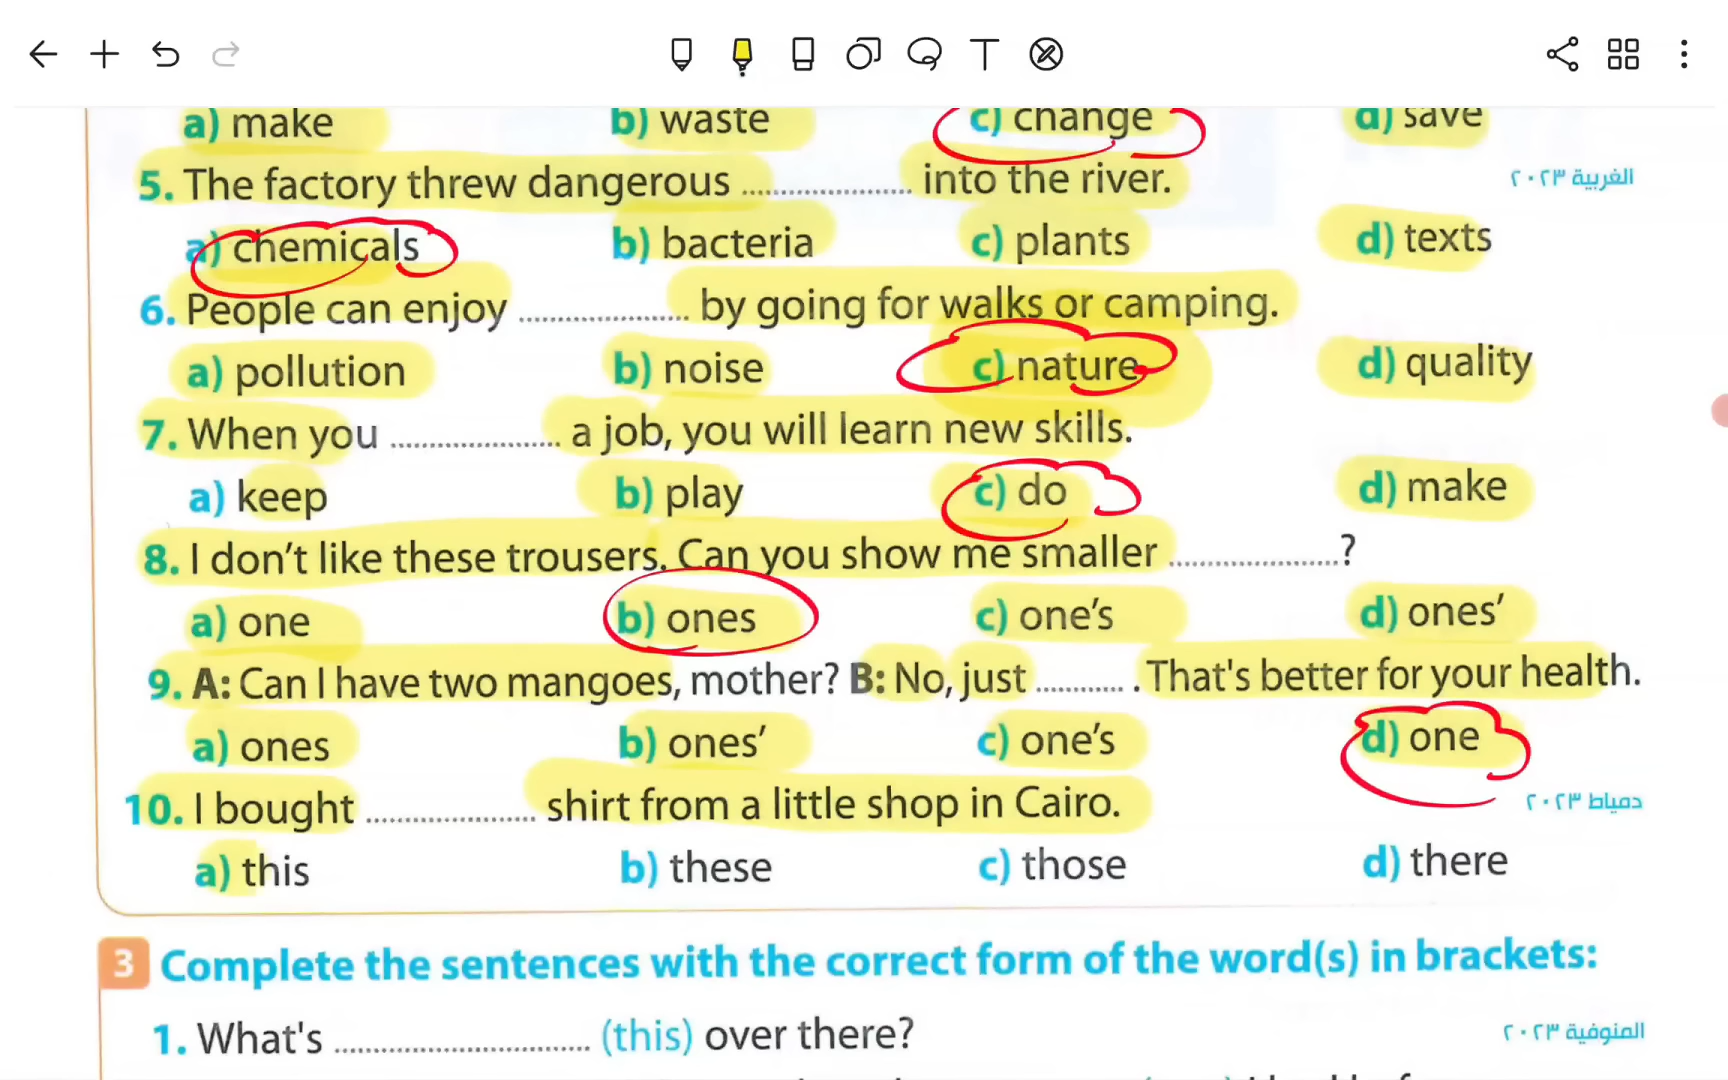 a) make b) waste c) change d) save
5. The factory threw dangerous .................. into the river. الغربية ٢٠٢٣
a) chemicals b) bacteria c) plants d) texts
6. People can enjoy .................. by going for walks or camping.
a) pollution b) noise c) nature d) quality
7. When you .................. a job, you will learn new skills.
a) keep b) play c) do d) make
8. I don't like these trousers. Can you show me smaller ..................?
a) one b) ones c) one's d) ones'
9. A: Can I have two mangoes, mother? B: No, just .......... . That's better for your health.
a) ones b) ones' c) one's d) one
10. I bought .................. shirt from a little shop in Cairo. دمياط ٢٠٢٣
a) this b) these c) those d) there
3 Complete the sentences with the correct form of the word(s) in brackets:
1. What's ........................... (this) over there? المنوفية ٢٠٢٣